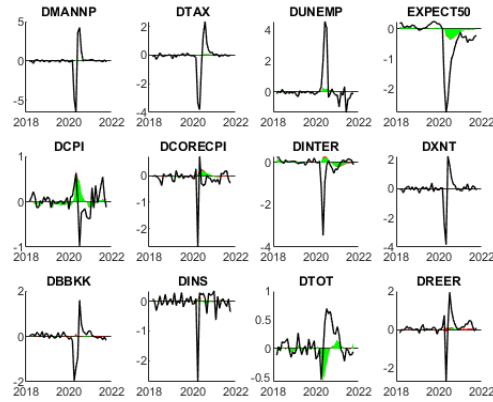 DMANNP DTAX DUNEMP EXPECT50
5 2 4 0
0 0 2 -2
-5 -2 0
-4
2018 2020 2022 2018 2020 2022 2018 2020 2022 2018 2020 2022
DCPI DCORECPI DINTER DXNT
1 0 0 2
0 -1 -2 0
-1 -2 -4 -2
-4
2018 2020 2022 2018 2020 2022 2018 2020 2022 2018 2020 2022
DBBKK DINS DTOT DREER
2 0 1 2
0 -1 0.5 0
-2 -2 0 -2
-0.5
2018 2020 2022 2018 2020 2022 2018 2020 2022 2018 2020 2022